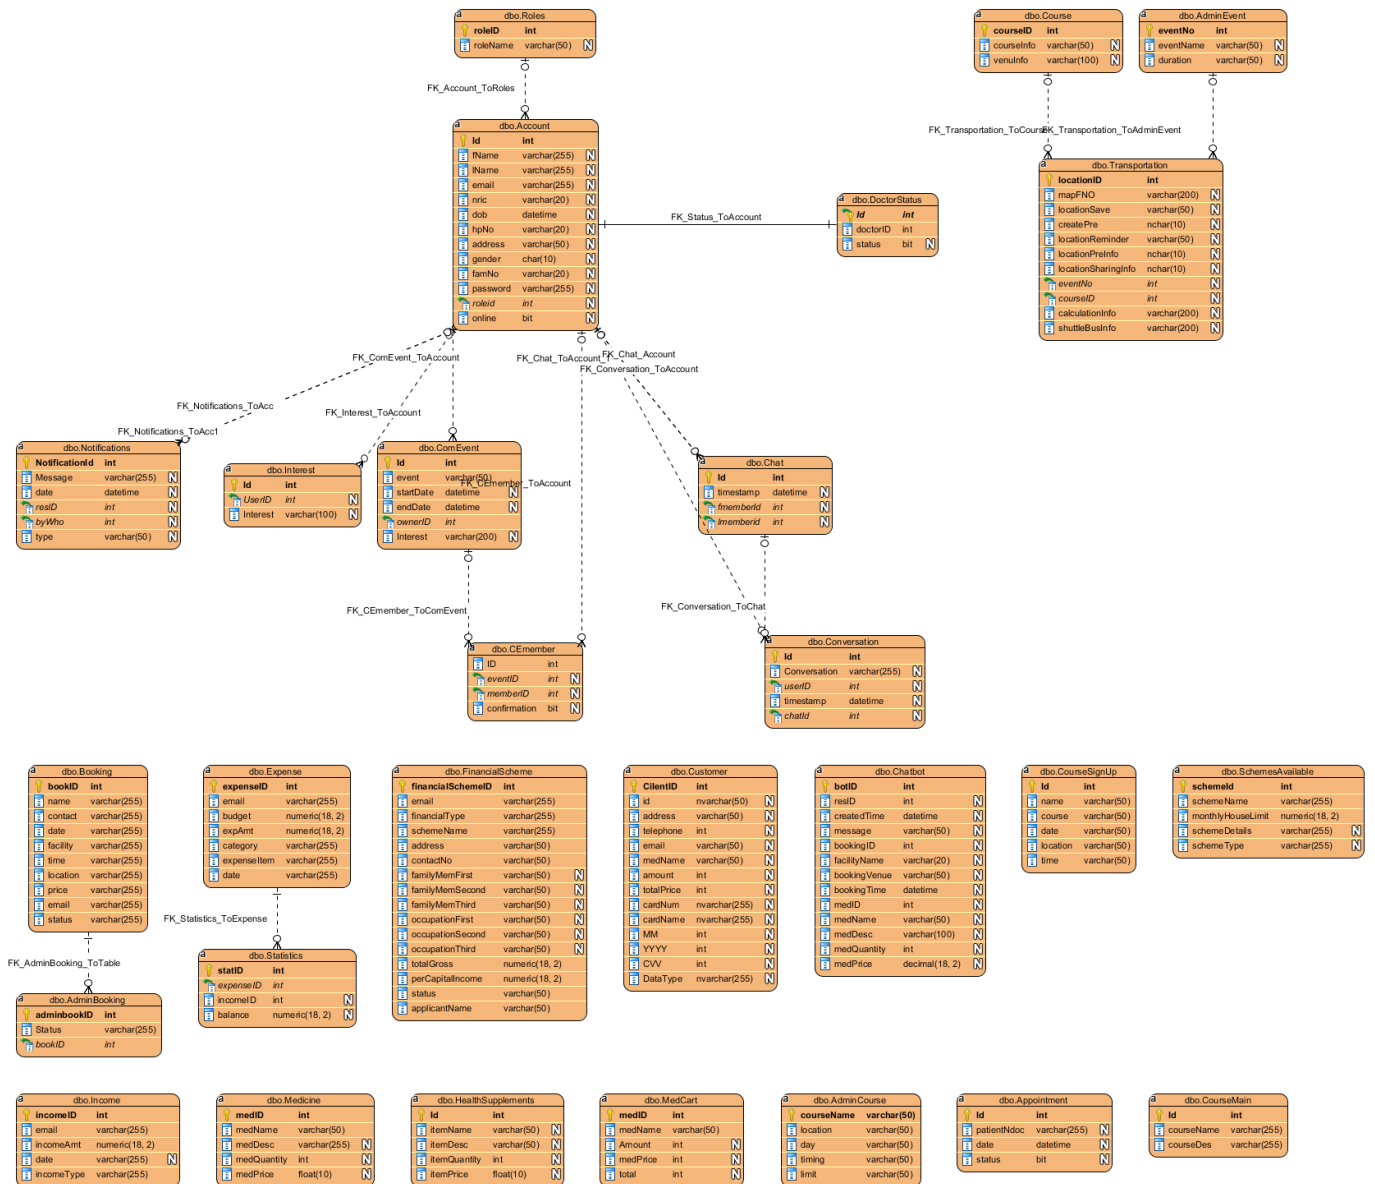 dbo.Roles
roleID int
roleName varchar(50) N
FK_Account_ToRoles
dbo.Course
courseID int
courseInfo varchar(50) N
venuInfo varchar(100) N
dbo.AdminEvent
eventNo int
eventName varchar(50) N
duration varchar(50) N
FK_Transportation_ToCourse
FK_Transportation_ToAdminEvent
dbo.Account
Id int
fName varchar(255) N
lName varchar(255) N
email varchar(255) N
nric varchar(20) N
dob datetime N
hpNo varchar(20) N
address varchar(50) N
gender char(10) N
famNo varchar(20) N
password varchar(255) N
roleid int N
online bit N
FK_Status_ToAccount
dbo.DoctorStatus
Id int
doctorID int
status bit N
dbo.Transportation
locationID int
mapFNO varchar(200) N
locationSave varchar(50) N
createPre nchar(10) N
locationReminder varchar(50) N
locationPreInfo nchar(10) N
locationSharingInfo nchar(10) N
eventNo int N
courseID int N
calculationInfo varchar(200) N
shuttleBusInfo varchar(200) N
FK_ComEvent_ToAccount
FK_Chat_ToAccount_1
FK_Chat_Account
FK_Conversation_ToAccount
FK_Notifications_ToAcc
FK_Interest_ToAccount
FK_Notifications_ToAcc1
dbo.Notifications
NotificationId int
Message varchar(255) N
date datetime N
resID int N
byWho int N
type varchar(50) N
dbo.Interest
Id int
UserID int N
Interest varchar(100) N
dbo.ComEvent
Id int
event varchar(50)
startDate datetime N
endDate datetime N
ownerID int
Interest varchar(200) N
FK_CEmember_ToAccount
dbo.Chat
Id int
timestamp datetime N
fmemberId int N
lmemberid int N
FK_CEmember_ToComEvent
FK_Conversation_ToChat
dbo.CEmember
ID int
eventID int N
memberID int N
confirmation bit N
dbo.Conversation
Id int
Conversation varchar(255) N
userID int N
timestamp datetime N
chatId int N
dbo.Booking
bookID int
name varchar(255)
contact varchar(255)
date varchar(255)
facility varchar(255)
time varchar(255)
location varchar(255)
price varchar(255)
email varchar(255)
status varchar(255)
FK_AdminBooking_ToTable
dbo.AdminBooking
adminbookID int
Status varchar(255)
bookID int
dbo.Expense
expenseID int
email varchar(255)
budget numeric(18, 2)
expAmt numeric(18, 2)
category varchar(255)
expenseItem varchar(255)
date varchar(255)
FK_Statistics_ToExpense
dbo.Statistics
statID int
expenseID int
incomeID int N
balance numeric(18, 2) N
dbo.FinancialScheme
financialSchemeID int
email varchar(255)
financialType varchar(255)
schemeName varchar(255)
address varchar(50)
contactNo varchar(50)
familyMemFirst varchar(50) N
familyMemSecond varchar(50) N
familyMemThird varchar(50) N
occupationFirst varchar(50) N
occupationSecond varchar(50) N
occupationThird varchar(50) N
totalGross numeric(18, 2)
perCapitalIncome numeric(18, 2)
status varchar(50)
applicantName varchar(50)
dbo.Customer
CilentID int
id nvarchar(50) N
address varchar(50) N
telephone int N
email varchar(50) N
medName varchar(50) N
amount int N
totalPrice int N
cardNum nvarchar(255) N
cardName nvarchar(255) N
MM int N
YYYY int N
CVV int N
DataType nvarchar(255) N
dbo.Chatbot
botID int
resID int N
createdTime datetime N
message varchar(50) N
bookingID int N
facilityName varchar(20) N
bookingVenue varchar(50) N
bookingTime datetime N
medID int N
medName varchar(50) N
medDesc varchar(100) N
medQuantity int N
medPrice decimal(18, 2) N
dbo.CourseSignUp
Id int
name varchar(50)
course varchar(50)
date varchar(50)
location varchar(50)
time varchar(50)
dbo.SchemesAvailable
schemeId int
schemeName varchar(255)
monthlyHouseLimit numeric(18, 2)
schemeDetails varchar(255) N
schemeType varchar(255) N
dbo.Income
incomeID int
email varchar(255)
incomeAmt numeric(18, 2)
date varchar(255) N
incomeType varchar(255)
dbo.Medicine
medID int
medName varchar(50)
medDesc varchar(255) N
medQuantity int N
medPrice float(10) N
dbo.HealthSupplements
Id int
itemName varchar(50) N
itemDesc varchar(50) N
itemQuantity int N
itemPrice float(10) N
dbo.MedCart
medID int
medName varchar(50)
Amount int N
medPrice int N
total int N
dbo.AdminCourse
courseName varchar(50)
location varchar(50)
day varchar(50)
timing varchar(50)
limit varchar(50)
dbo.Appointment
Id int
patientNdoc varchar(255) N
date datetime N
status bit N
dbo.CourseMain
Id int
courseName varchar(255)
courseDes varchar(255)